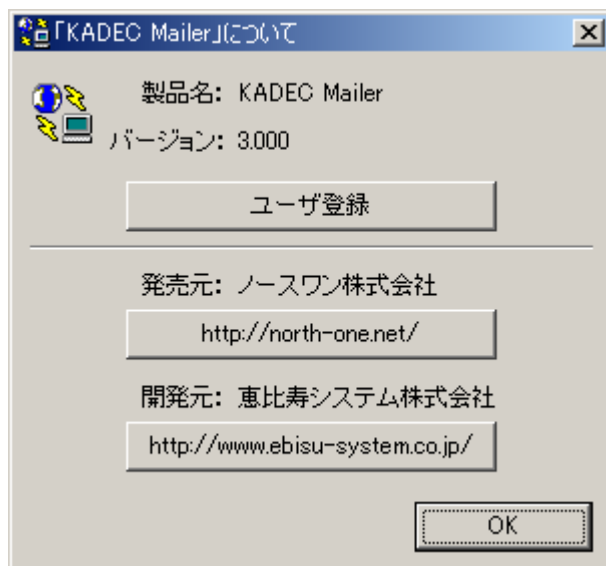 「KADEC Mailer」について
製品名: KADEC Mailer
バージョン: 3.000
ユーザ登録
発売元: ノースワン株式会社
http://north-one.net/
開発元: 恵比寿システム株式会社
http://www.ebisu-system.co.jp/
OK